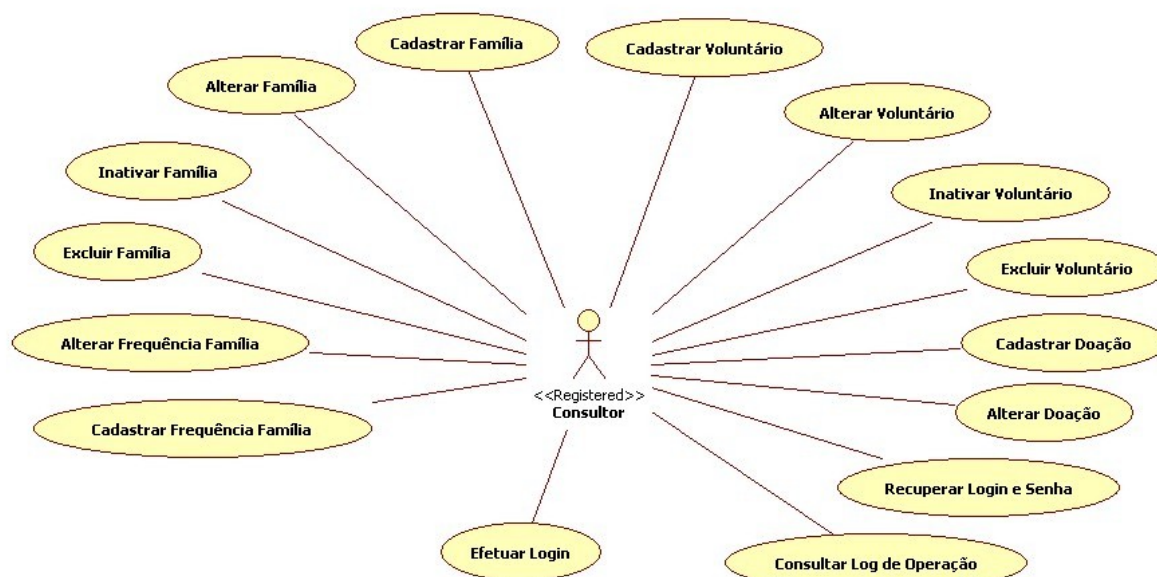 Cadastrar Família
Cadastrar Voluntário
Alterar Família
Alterar Voluntário
Inativar Família
Inativar Voluntário
Excluir Família
Excluir Voluntário
Alterar Frequência Família
Cadastrar Doação
<<Registered>>
Consultor
Alterar Doação
Cadastrar Frequência Família
Recuperar Login e Senha
Efetuar Login
Consultar Log de Operação